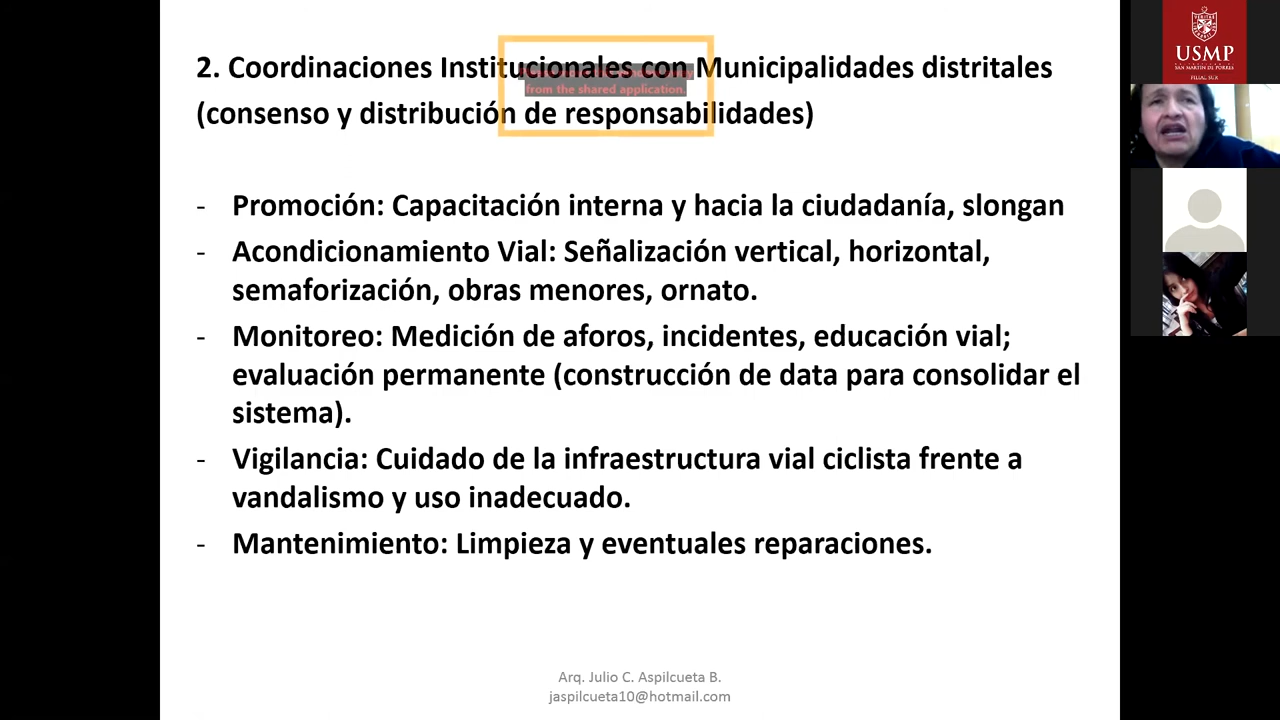 2. Coordinaciones Institucionales con Municipalidades distritales
(consenso y distribución de responsabilidades)
from the shared application.
- Promoción: Capacitación interna y hacia la ciudadanía, slongan
- Acondicionamiento Vial: Señalización vertical, horizontal,
semaforización, obras menores, ornato.
- Monitoreo: Medición de aforos, incidentes, educación vial;
evaluación permanente (construcción de data para consolidar el
sistema).
- Vigilancia: Cuidado de la infraestructura vial ciclista frente a
vandalismo y uso inadecuado.
- Mantenimiento: Limpieza y eventuales reparaciones.
Arq. Julio C. Aspilcueta B.
jaspilcueta10@hotmail.com
USMP
SAN MARTIN DE PORRES
FILIAL SUR